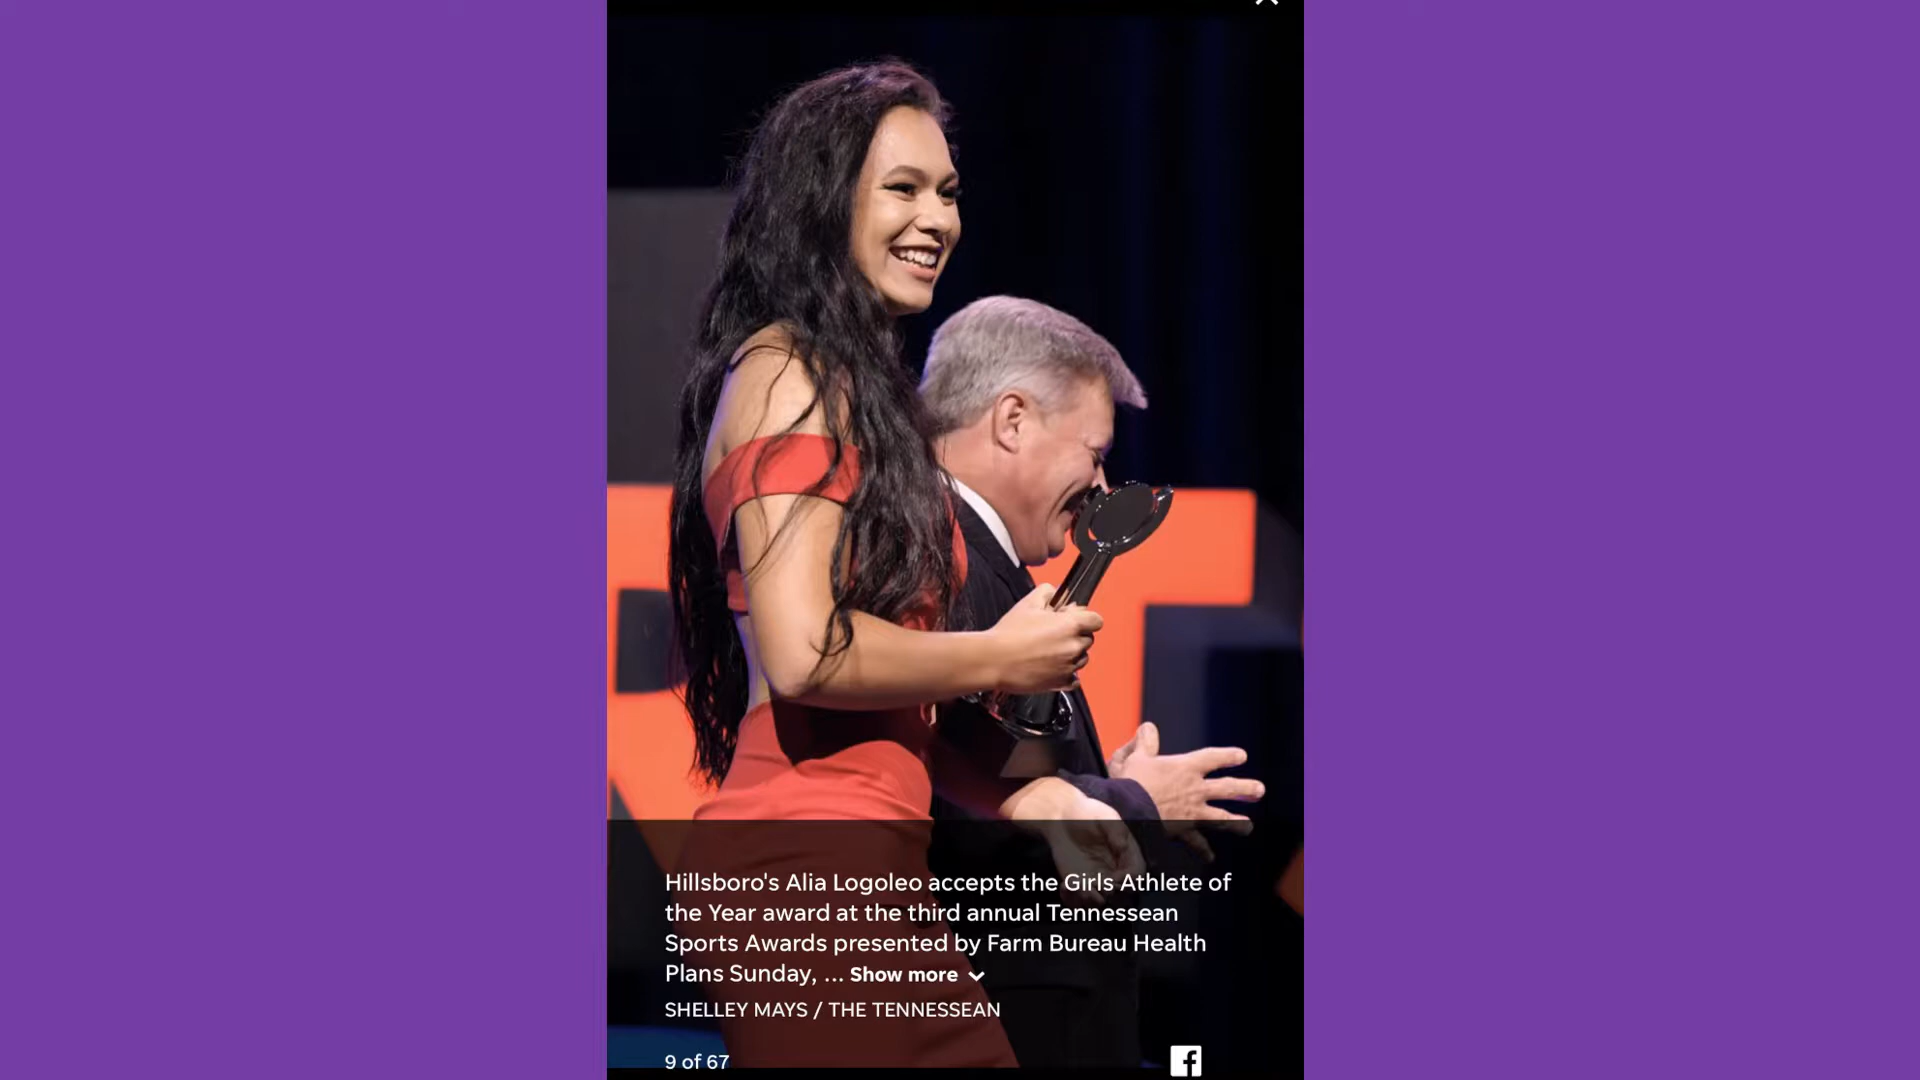 Hillsboro's Alia Logoleo accepts the Girls Athlete of
the Year award at the third annual Tennessean
Sports Awards presented by Farm Bureau Health
Plans Sunday, ... Show more
SHELLEY MAYS / THE TENNESSEAN
9 of 67